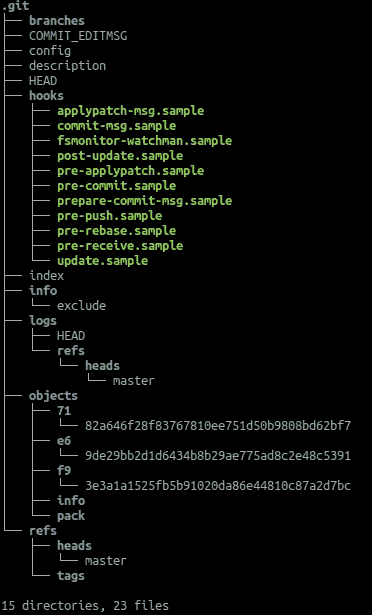 .git
├── branches
├── COMMIT_EDITMSG
├── config
├── description
├── HEAD
├── hooks
│   ├── applypatch-msg.sample
│   ├── commit-msg.sample
│   ├── fsmonitor-watchman.sample
│   ├── post-update.sample
│   ├── pre-applypatch.sample
│   ├── pre-commit.sample
│   ├── prepare-commit-msg.sample
│   ├── pre-push.sample
│   ├── pre-rebase.sample
│   ├── pre-receive.sample
│   └── update.sample
├── index
├── info
│   └── exclude
├── logs
│   ├── HEAD
│   └── refs
│       └── heads
│           └── master
├── objects
│   ├── 71
│   │   └── 82a646f28f83767810ee751d50b9808bd62bf7
│   ├── e6
│   │   └── 9de29bb2d1d6434b8b29ae775ad8c2e48c5391
│   ├── f9
│   │   └── 3e3a1a1525fb5b91020da86e44810c87a2d7bc
│   ├── info
│   └── pack
└── refs
    ├── heads
    │   └── master
    └── tags
15 directories, 23 files